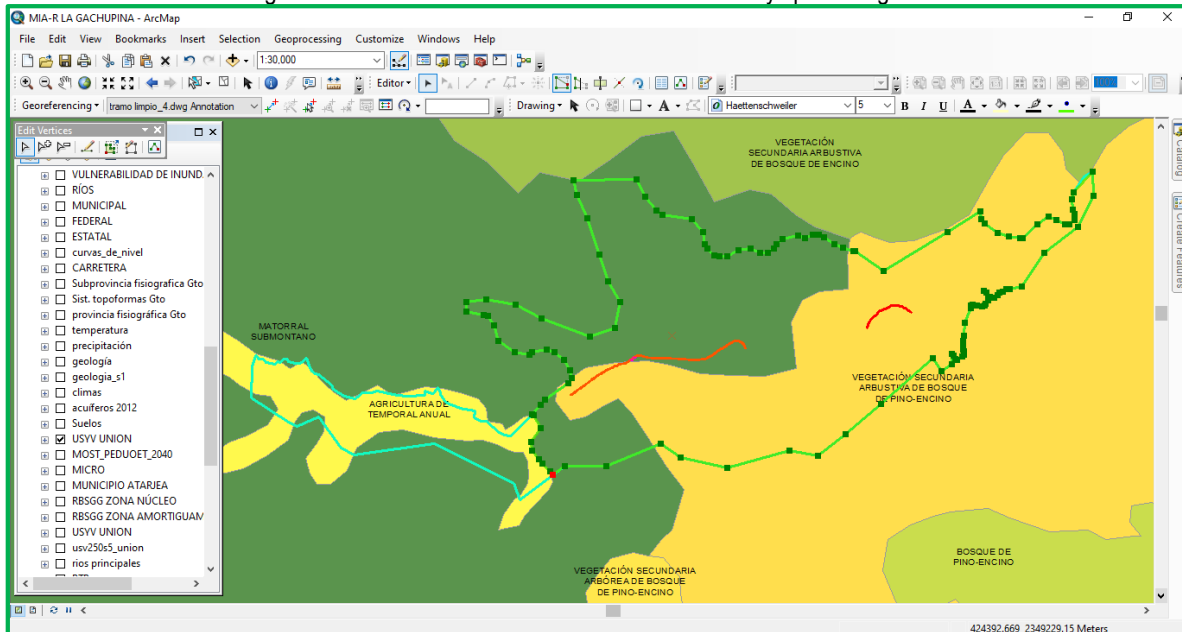 MIA-R LA GACHUPINA - ArcMap
File Edit View Bookmarks Insert Selection Geoprocessing Customize Windows Help
1:30,000
Editor
Georeferencing tramo limpio_4.dwg Annotation Drawing A Haettenschweiler 5 B I U A
Edit Vertices
VULNERABILIDAD DE INUND.
RÍOS
MUNICIPAL
FEDERAL
ESTATAL
curvas_de_nivel
CARRETERA
Subprovincia fisiografica Gto
Sist. topoformas Gto
provincia fisiográfica Gto
temperatura
precipitación
geología
geologia_s1
climas
acuíferos 2012
Suelos
USYV UNION
MOST_PEDUOET_2040
MICRO
MUNICIPIO ATARJEA
RBSGG ZONA NÚCLEO
RBSGG ZONA AMORTIGUAM
USYV UNION
usv250s5_union
rios principales
VEGETACIÓN
SECUNDARIA ARBUSTIVA
DE BOSQUE DE ENCINO
MATORRAL
SUBMONTANO
AGRICULTURA DE
TEMPORAL ANUAL
VEGETACIÓN SECUNDARIA
ARBUSTIVA DE BOSQUE
DE PINO-ENCINO
BOSQUE DE
PINO-ENCINO
VEGETACIÓN SECUNDARIA
ARBÓREA DE BOSQUE
DE PINO-ENCINO
Catalog
Create Features
424392.669 2349229.15 Meters